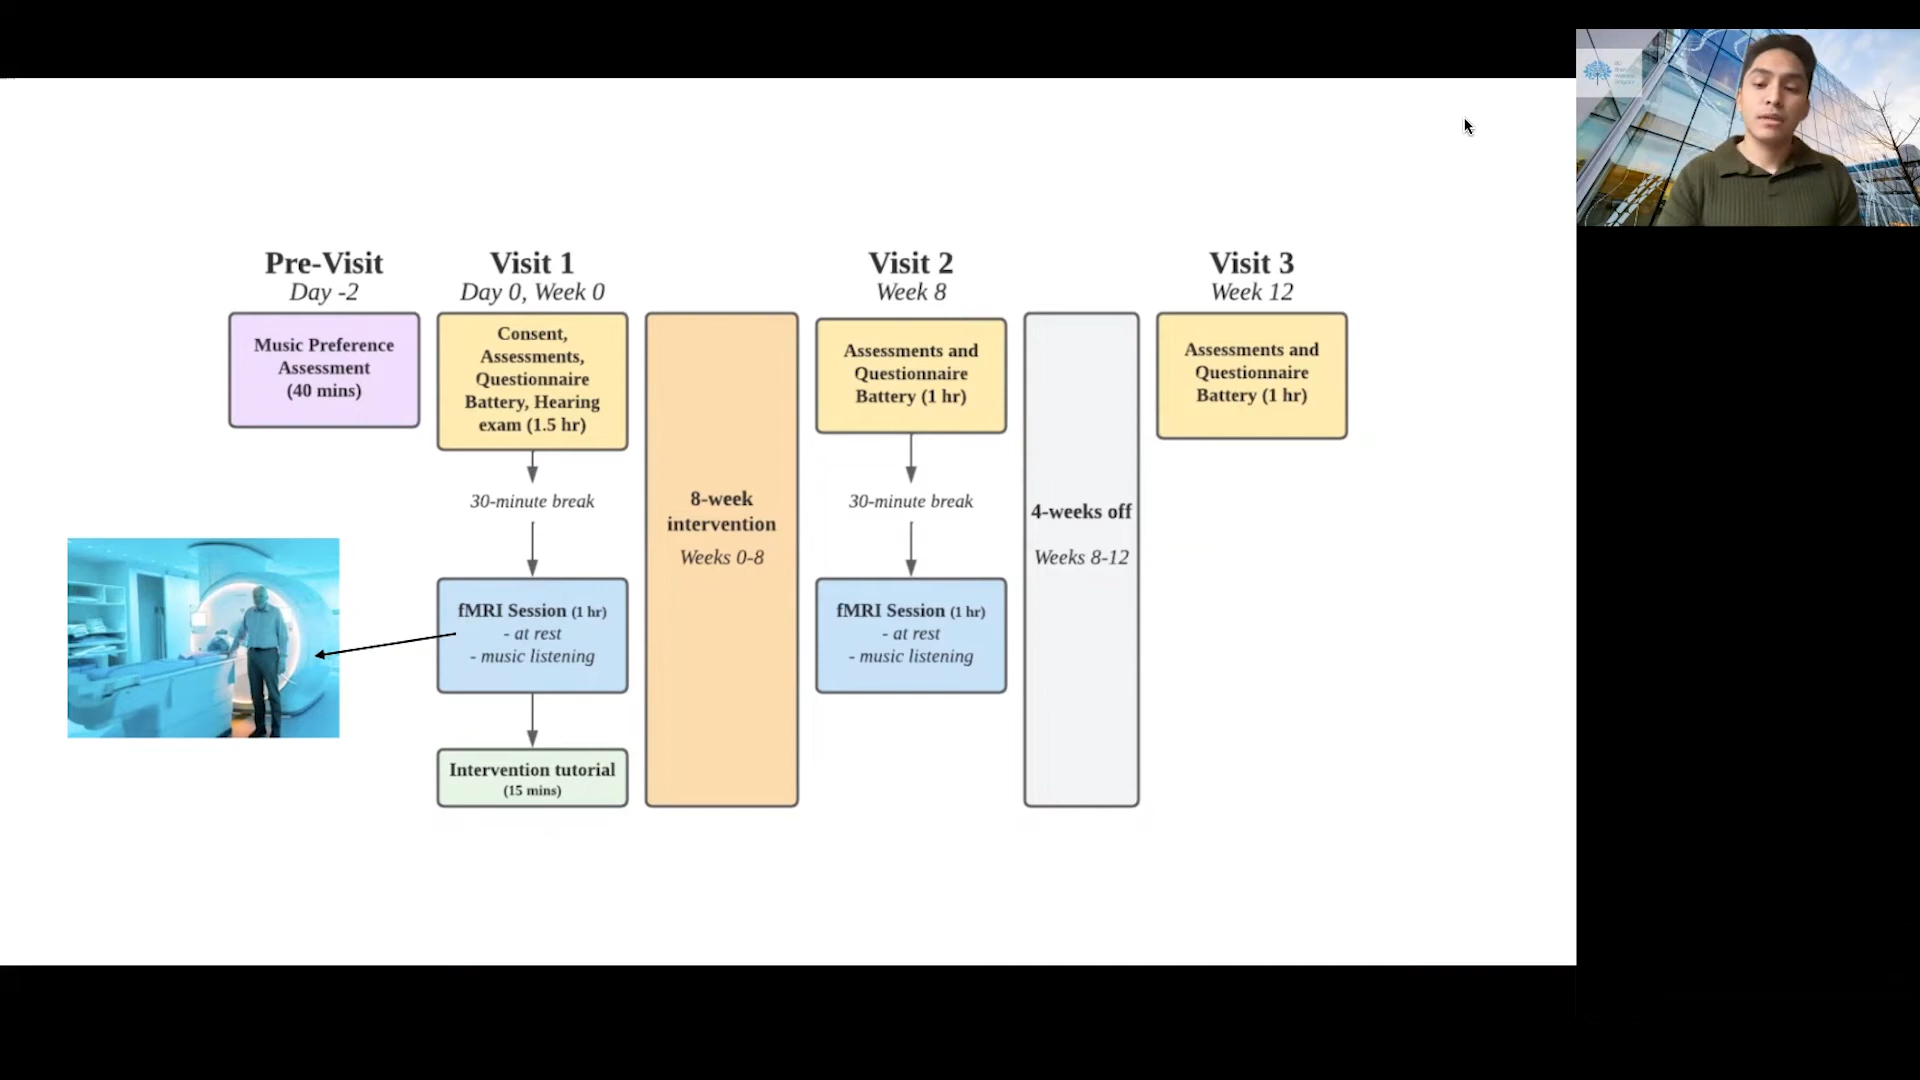 Pre-Visit
Day -2
Music Preference
Assessment
(40 mins)
Visit 1
Day 0, Week 0
Consent,
Assessments,
Questionnaire
Battery, Hearing
exam (1.5 hr)
30-minute break
fMRI Session (1 hr)
- at rest
- music listening
Intervention tutorial
(15 mins)
8-week
intervention
Weeks 0-8
Visit 2
Week 8
Assessments and
Questionnaire
Battery (1 hr)
30-minute break
fMRI Session (1 hr)
- at rest
- music listening
4-weeks off
Weeks 8-12
Visit 3
Week 12
Assessments and
Questionnaire
Battery (1 hr)